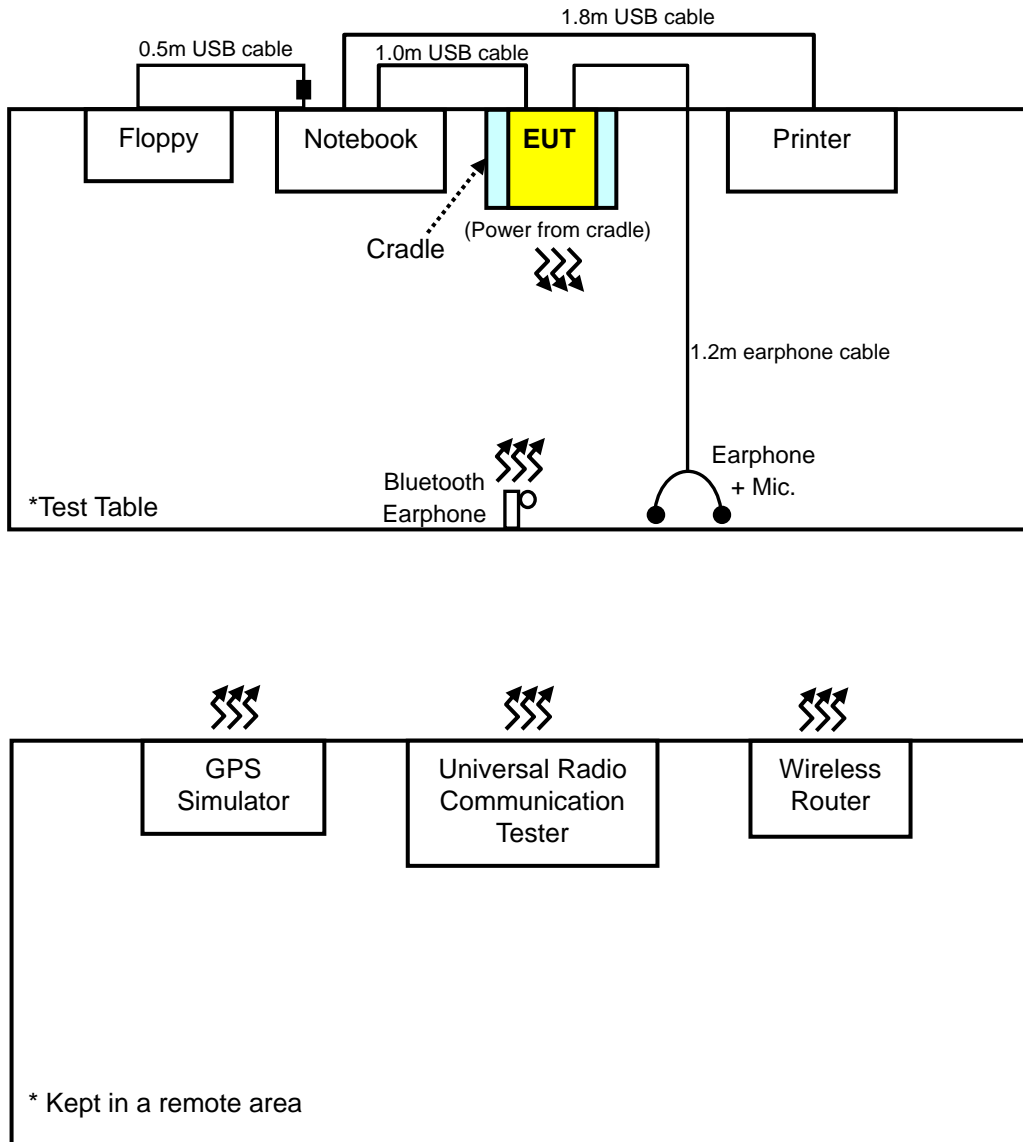 1.8m USB cable
0.5m USB cable
1.0m USB cable
Floppy
Notebook
EUT
Printer
(Power from cradle)
Cradle
1.2m earphone cable
Earphone
+ Mic.
Bluetooth
Earphone
*Test Table
GPS
Simulator
Universal Radio
Communication
Tester
Wireless
Router
* Kept in a remote area